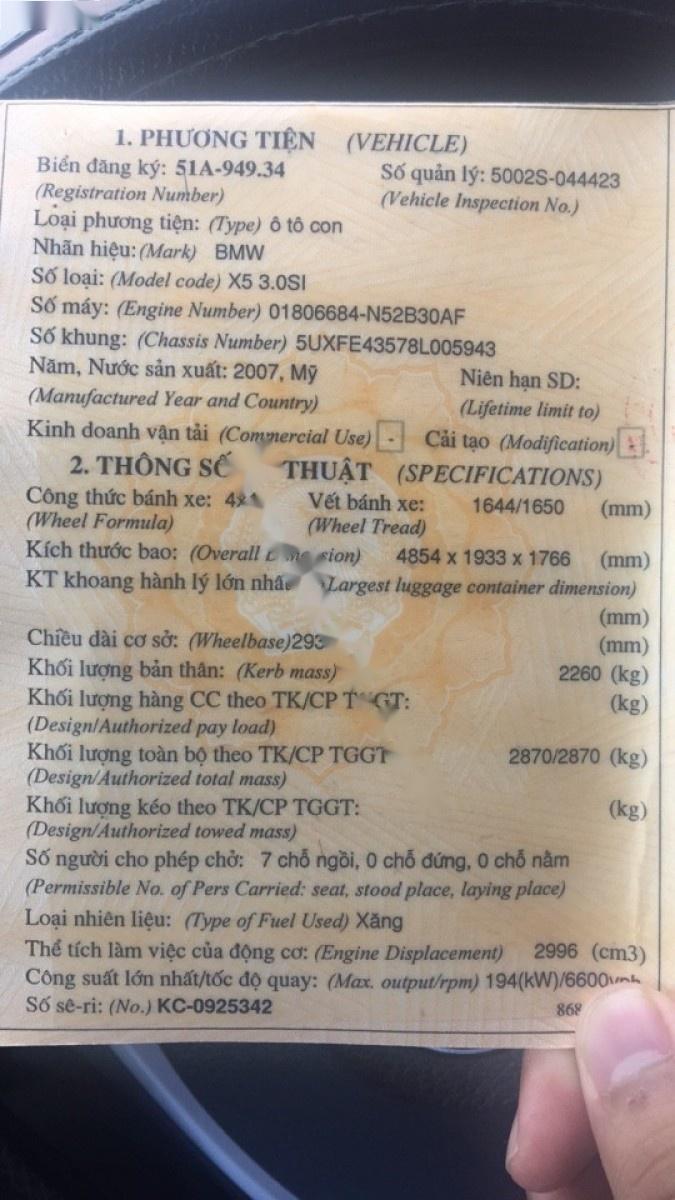 1. PHƯƠNG TIỆN (VEHICLE)
Biển đăng ký: 51A-949.34 Số quản lý: 5002S-044423
(Registration Number) (Vehicle Inspection No.)
Loại phương tiện: (Type) ô tô con
Nhãn hiệu: (Mark) BMW
Số loại: (Model code) X5 3.0SI
Số máy: (Engine Number) 01806684-N52B30AF
Số khung: (Chassis Number) 5UXFE43578L005943
Năm, Nước sản xuất: 2007, Mỹ Niên hạn SD:
(Manufactured Year and Country) (Lifetime limit to)
Kinh doanh vận tải (Commercial Use) - Cải tạo (Modification) -
2. THÔNG SỐ THUẬT (SPECIFICATIONS)
Công thức bánh xe: Vết bánh xe: 1644/1650 (mm)
(Wheel Formula) (Wheel Tread)
Kích thước bao: (Overall 4854 x 1933 x 1766 (mm)
KT khoang hành lý lớn Largest luggage container dimension)
(mm)
Chiều dài cơ sở: (Wheelbase) (mm)
Khối lượng bản thân: (Kerb mass) 2260 (kg)
Khối lượng hàng CC theo TK/CP (kg)
(Design/Authorized pay load)
Khối lượng toàn bộ theo TK/CP TGGT 2870/2870 (kg)
(Design/Authorized total mass)
Khối lượng kéo theo TK/CP TGGT: (kg)
(Design/Authorized towed mass)
Số người cho phép chở: 7 chỗ ngồi, 0 chỗ đứng, 0 chỗ nằm
(Permissible No. of Pers Carried: seat, stood place, laying place)
Loại nhiên liệu: (Type of Fuel Used) Xăng
Thể tích làm việc của động cơ: (Engine Displacement) 2996 (cm3)
Công suất lớn nhất/tốc độ quay: (Max. output/rpm) 194(kW)/6600vph
Số sê-ri: (No.) KC-0925342